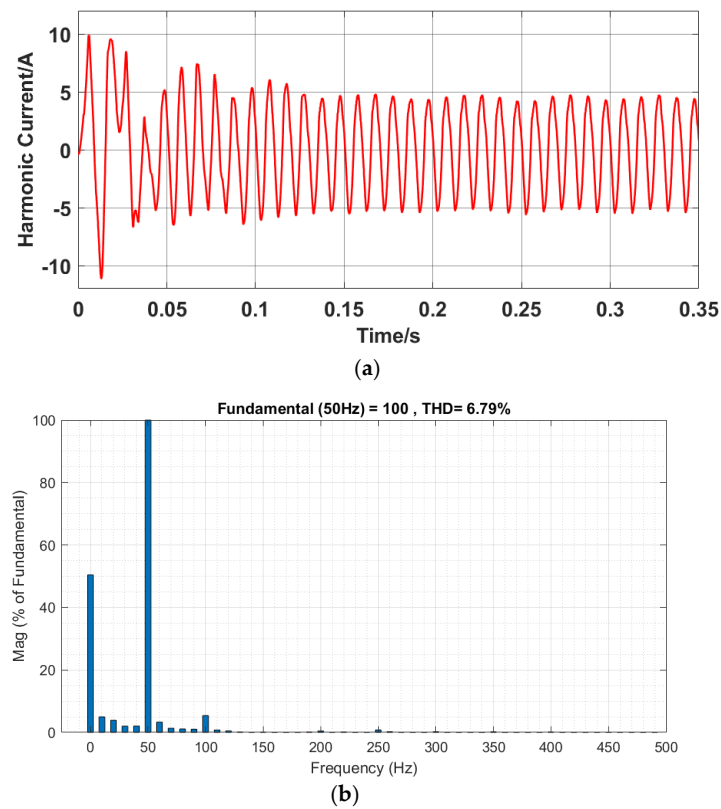 Harmonic Current/A
10
5
0
-5
-10
0 0.05 0.1 0.15 0.2 0.25 0.3 0.35
Time/s
(a)
Fundamental (50Hz) = 100 , THD= 6.79%
Mag (% of Fundamental)
100
80
60
40
20
0
0 50 100 150 200 250 300 350 400 450 500
Frequency (Hz)
(b)